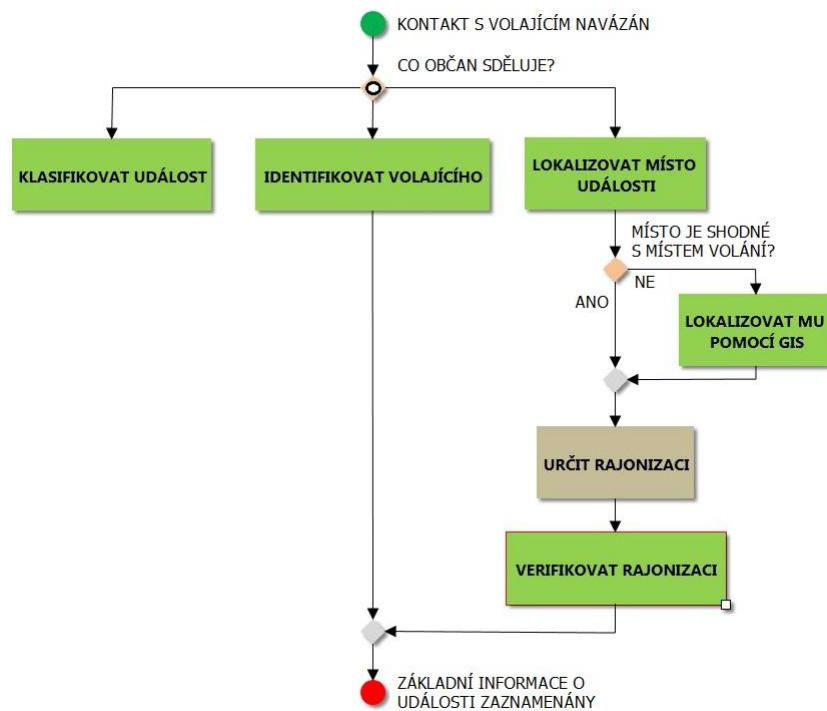 KONTAKT S VOLAJÍCÍM NAVÁZÁN
CO OBČAN SDĚLUJE?
KLASIFIKOVAT UDÁLOST
IDENTIFIKOVAT VOLAJÍCÍHO
LOKALIZOVAT MÍSTO
UDÁLOSTI
MÍSTO JE SHODNÉ
S MÍSTEM VOLÁNÍ?
NE
ANO
LOKALIZOVAT MU
POMOCÍ GIS
URČIT RAJONIZACI
VERIFIKOVAT RAJONIZACI
ZÁKLADNÍ INFORMACE O
UDÁLOSTI ZAZNAMENÁNY